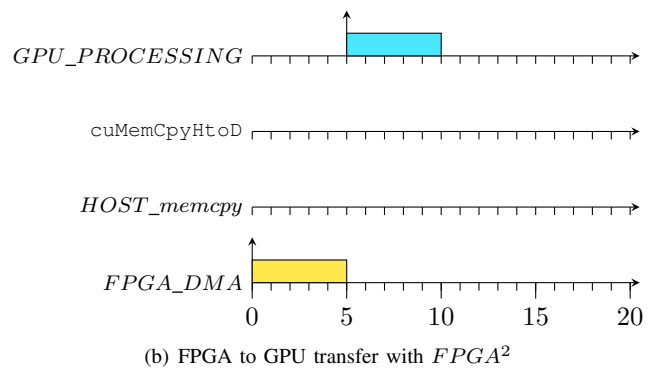 GPU_PROCESSING
cuMemCpyHtoD
HOST_memcpy
FPGA_DMA
0 5 10 15 20
(b) FPGA to GPU transfer with FPGA²